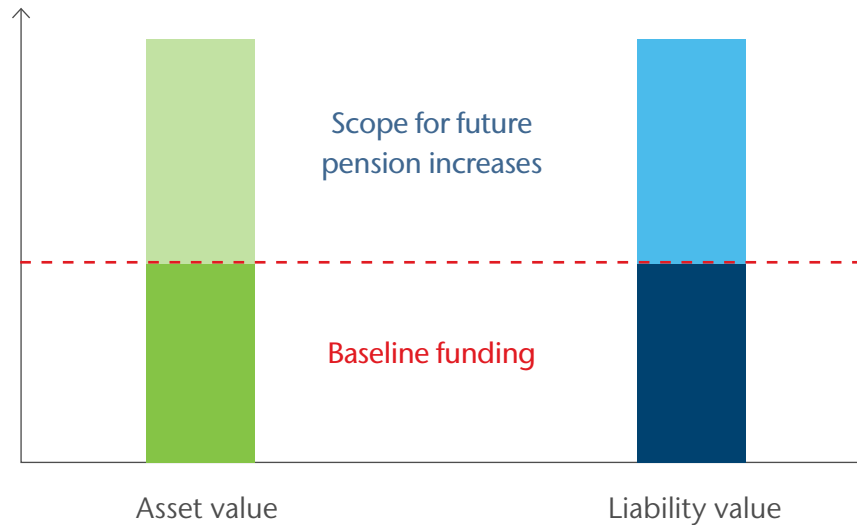 Scope for future
pension increases
Baseline funding
Asset value
Liability value